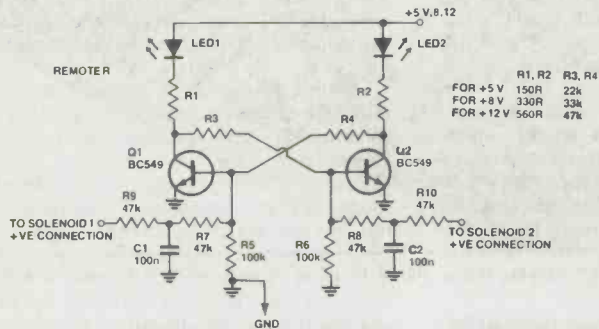 +5 V,8,12
LED1
LED2
REMOTER
R1, R2 R3, R4
FOR +5 V 150R 22k
FOR +8 V 330R 33k
FOR +12 V 560R 47k
R1
R2
R3
R4
Q1
BC549
Q2
BC549
R9
47k
R10
47k
TO SOLENOID 1
+VE CONNECTION
R7
47k
C1
100n
R5
100k
R6
100k
R8
47k
C2
100n
TO SOLENOID 2
+VE CONNECTION
GND